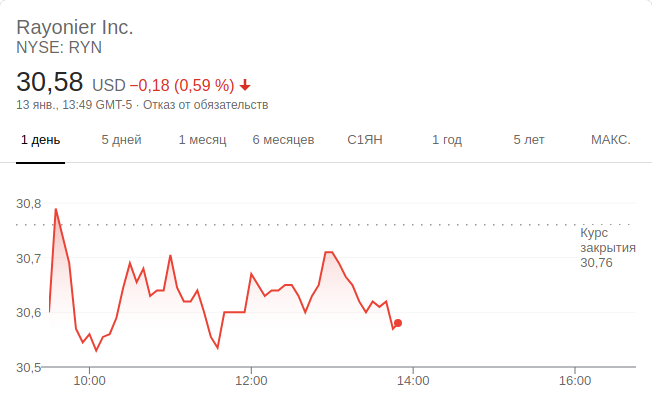 Rayonier Inc.
NYSE: RYN
30,58 USD −0,18 (0,59 %)
13 янв., 13:49 GMT-5 · Отказ от обязательств
1 день 5 дней 1 месяц 6 месяцев С1ЯН 1 год 5 лет МАКС.
30,8
Курс
закрытия
30,76
30,7
30,6
30,5
10:00 12:00 14:00 16:00